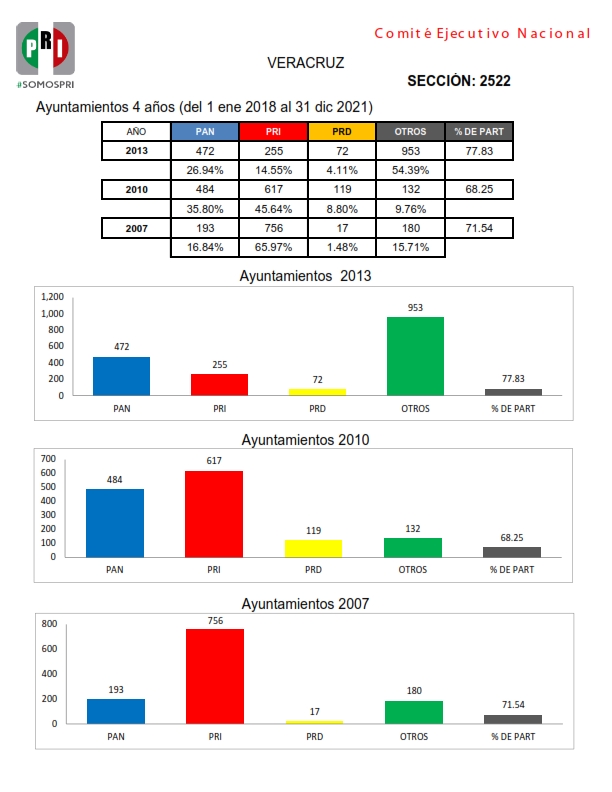 Comité Ejecutivo Nacional
PRI
#SOMOSPRI
VERACRUZ
SECCIÓN: 2522
Ayuntamientos 4 años (del 1 ene 2018 al 31 dic 2021)
AÑO PAN PRI PRD OTROS % DE PART
2013 472 255 72 953 77.83
26.94% 14.55% 4.11% 54.39%
2010 484 617 119 132 68.25
35.80% 45.64% 8.80% 9.76%
2007 193 756 17 180 71.54
16.84% 65.97% 1.48% 15.71%
Ayuntamientos 2013
1,200
1,000
800
600
400
200
0
472 255 72 953 77.83
PAN PRI PRD OTROS % DE PART
Ayuntamientos 2010
700
600
500
400
300
200
100
0
484 617 119 132 68.25
PAN PRI PRD OTROS % DE PART
Ayuntamientos 2007
800
600
400
200
0
193 756 17 180 71.54
PAN PRI PRD OTROS % DE PART